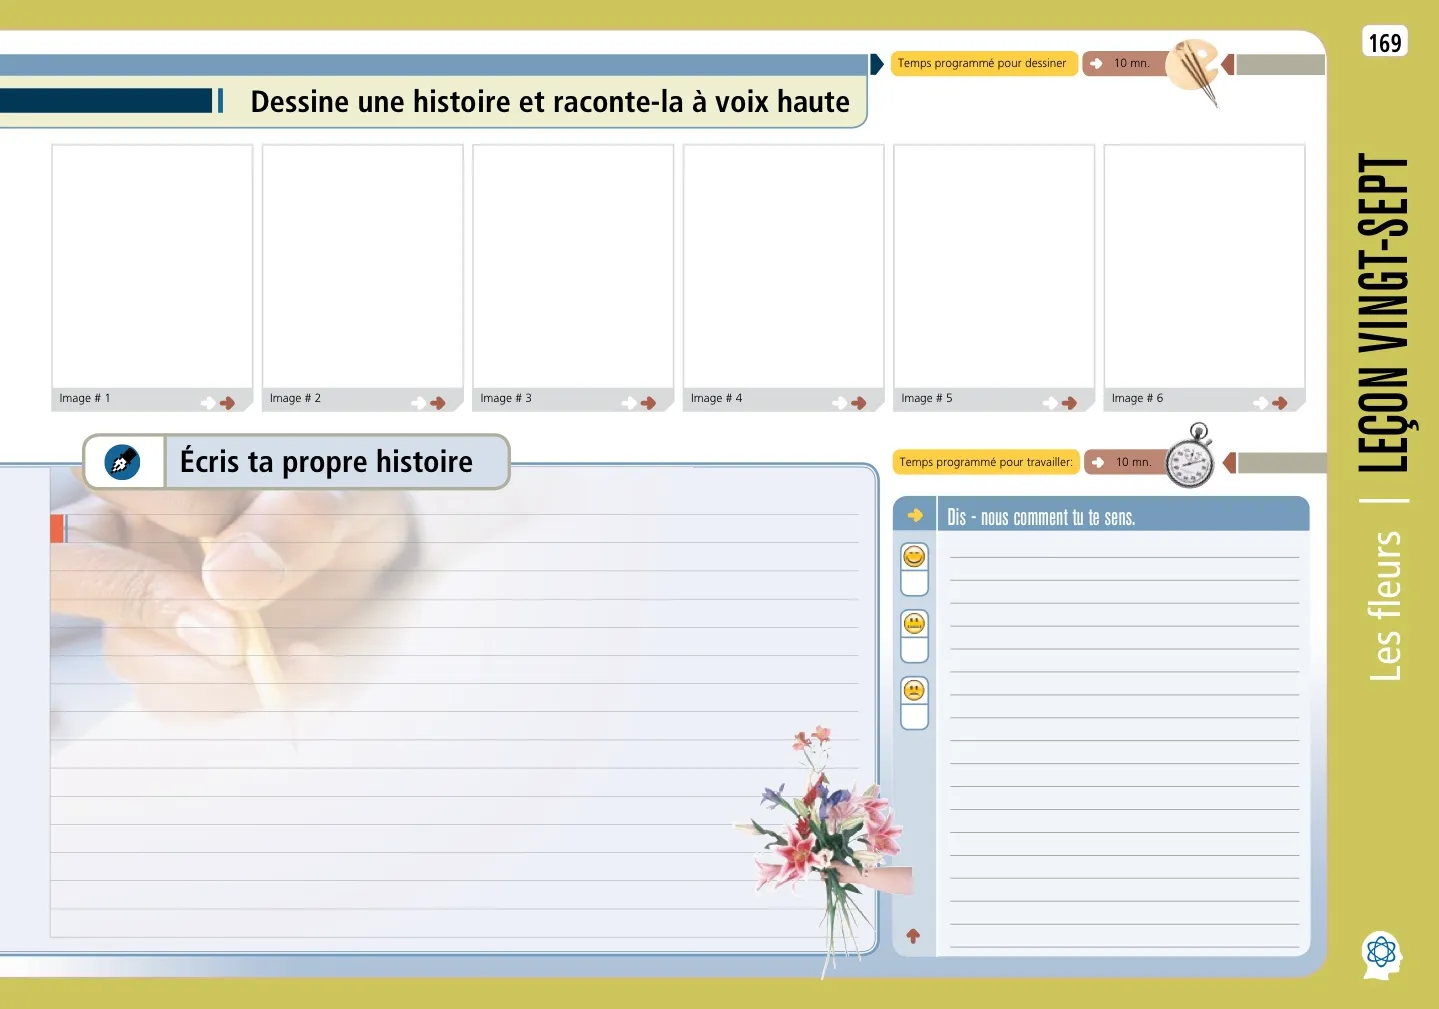 169
Temps programmé pour dessiner
10 mn.
Dessine une histoire et raconte-la à voix haute
Image # 1
Image # 2
Image # 3
Image # 4
Image # 5
Image # 6
Écris ta propre histoire
Temps programmé pour travailler:
10 mn.
Dis - nous comment tu te sens.
Les fleurs | LEÇON VINGT-SEPT